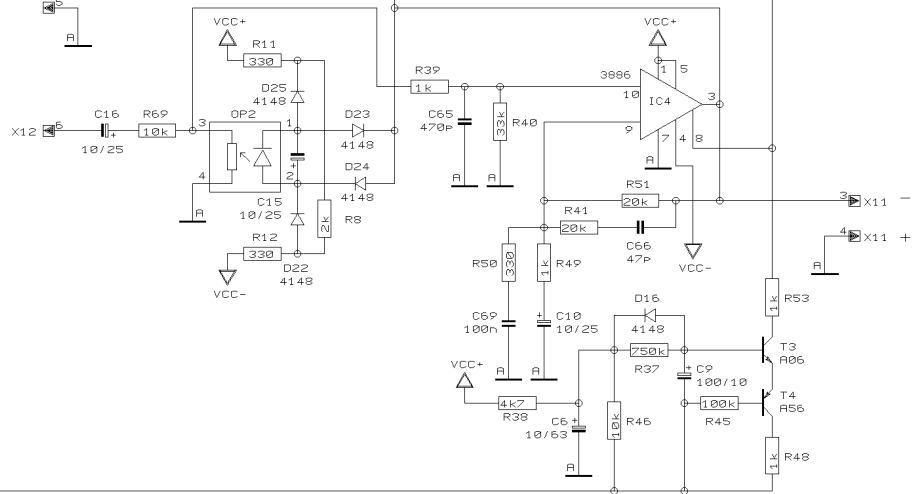 5
A
VCC+
R11
330
D25
4148
C16
R69
OP2
X12
6
+
10k
3
1
D23
10/25
4148
4
2
D24
4148
+
A
C15
10/25
2k
R8
R12
330
D22
4148
VCC-
VCC+
1
5
3886
R39
1k
10
IC4
3
C65
470p
33k
R40
9
7
4
8
A
A
A
R51
20k
3
X11
-
R41
20k
C66
47p
4
X11
+
A
VCC-
R50
330
1k
R49
1k
R53
C69
100n
+
C10
10/25
D16
4148
T3
A06
750k
R37
+
C9
100/10
A
A
VCC+
4k7
R38
C6
+
10/63
10k
R46
100k
R45
T4
A56
1k
R48
A